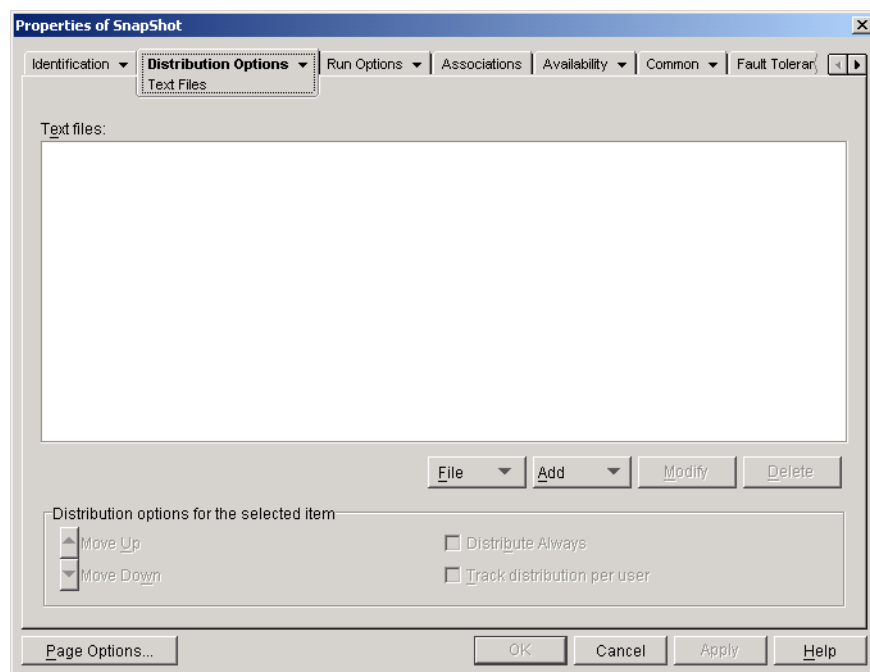 Properties of SnapShot
Identification
Distribution Options
Text Files
Run Options
Associations
Availability
Common
Text files:
File
Add
Modify
Delete
Distribution options for the selected item
Move Up
Distribute Always
Move Down
Track distribution per user
Page Options...
OK
Cancel
Apply
Help